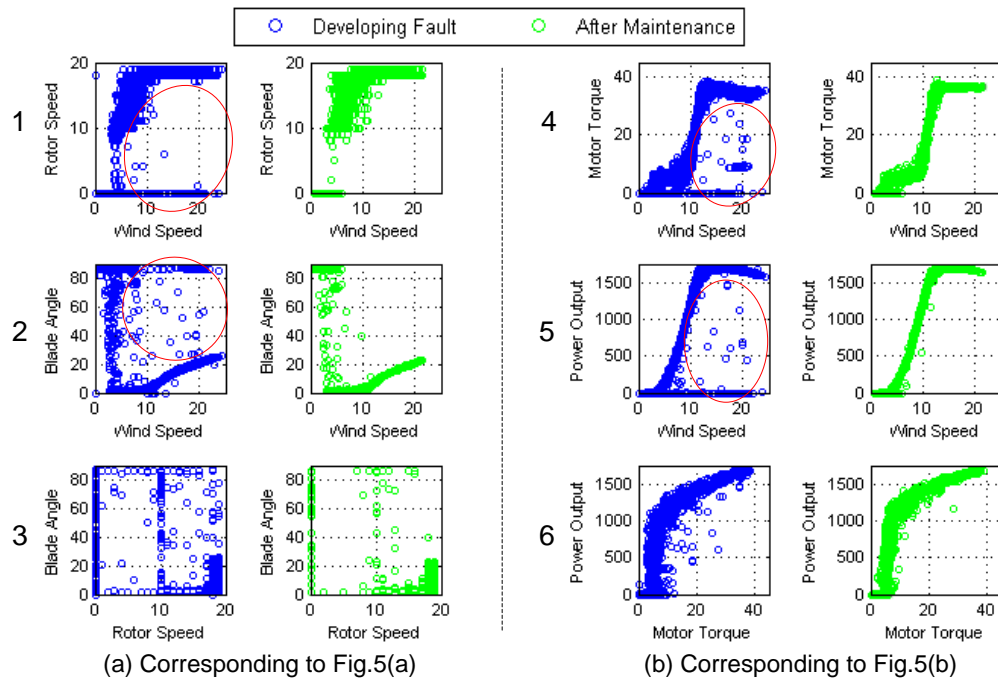 Developing Fault After Maintenance
1
Rotor Speed
20
10
0
0 10 20
Wind Speed
Rotor Speed
20
10
0
0 10 20
Wind Speed
4
Motor Torque
40
20
0
0 10 20
Wind Speed
Motor Torque
40
20
0
0 10 20
Wind Speed
2
Blade Angle
80
60
40
20
0
0 10 20
Wind Speed
Blade Angle
80
60
40
20
0
0 10 20
Wind Speed
5
Power Output
1500
1000
500
0
0 10 20
Wind Speed
Power Output
1500
1000
500
0
0 10 20
Wind Speed
3
Blade Angle
80
60
40
20
0
0 10 20
Rotor Speed
Blade Angle
80
60
40
20
0
0 10 20
Rotor Speed
6
Power Output
1500
1000
500
0
0 20 40
Motor Torque
Power Output
1500
1000
500
0
0 20 40
Motor Torque
(a) Corresponding to Fig.5(a)
(b) Corresponding to Fig.5(b)